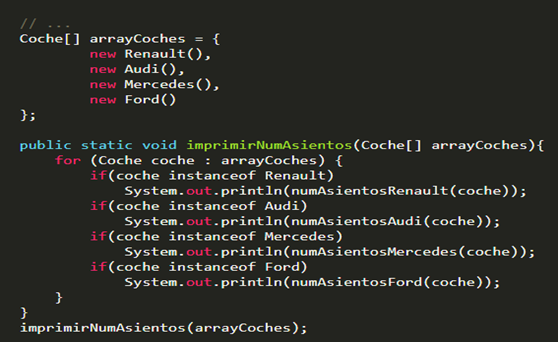 // ...
Coche[] arrayCoches = {
        new Renault(),
        new Audi(),
        new Mercedes(),
        new Ford()
};

public static void imprimirNumAsientos(Coche[] arrayCoches){
    for (Coche coche : arrayCoches) {
        if(coche instanceof Renault)
            System.out.println(numAsientosRenault(coche));
        if(coche instanceof Audi)
            System.out.println(numAsientosAudi(coche));
        if(coche instanceof Mercedes)
            System.out.println(numAsientosMercedes(coche));
        if(coche instanceof Ford)
            System.out.println(numAsientosFord(coche));
    }
}
imprimirNumAsientos(arrayCoches);